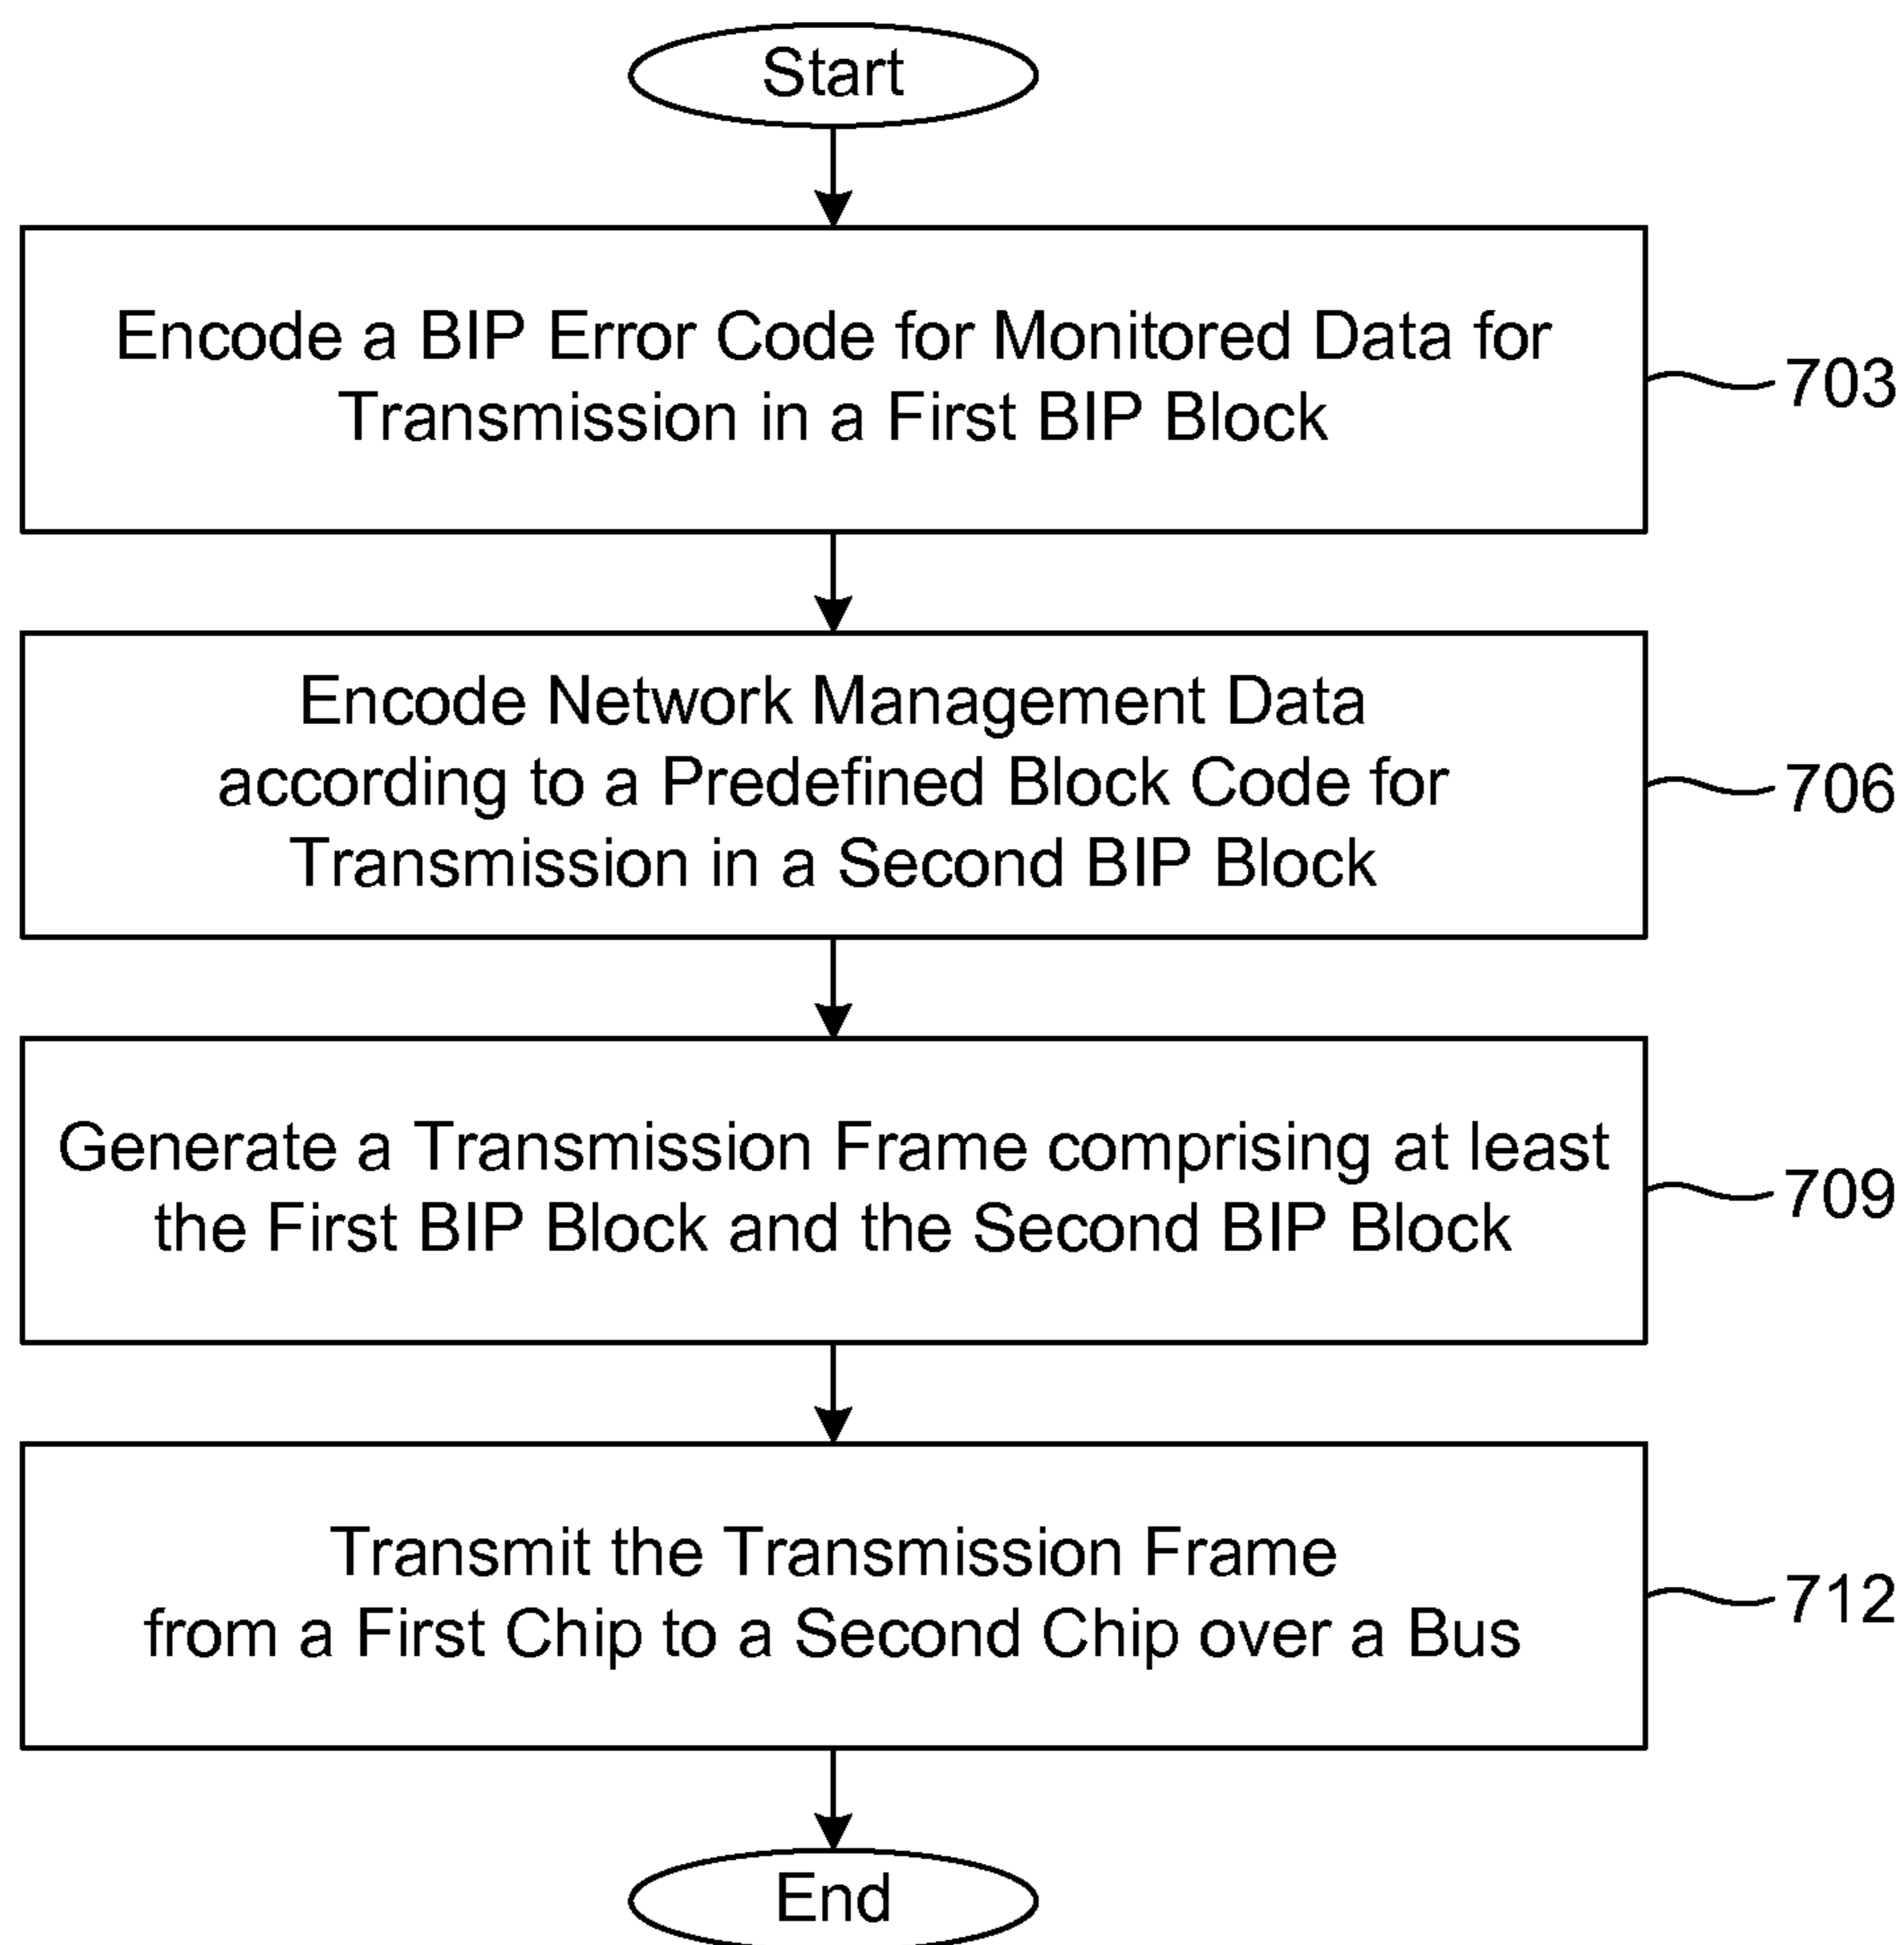 Start
Encode a BIP Error Code for Monitored Data for
Transmission in a First BIP Block
703
Encode Network Management Data
according to a Predefined Block Code for
Transmission in a Second BIP Block
706
Generate a Transmission Frame comprising at least
the First BIP Block and the Second BIP Block
709
Transmit the Transmission Frame
from a First Chip to a Second Chip over a Bus
712
End